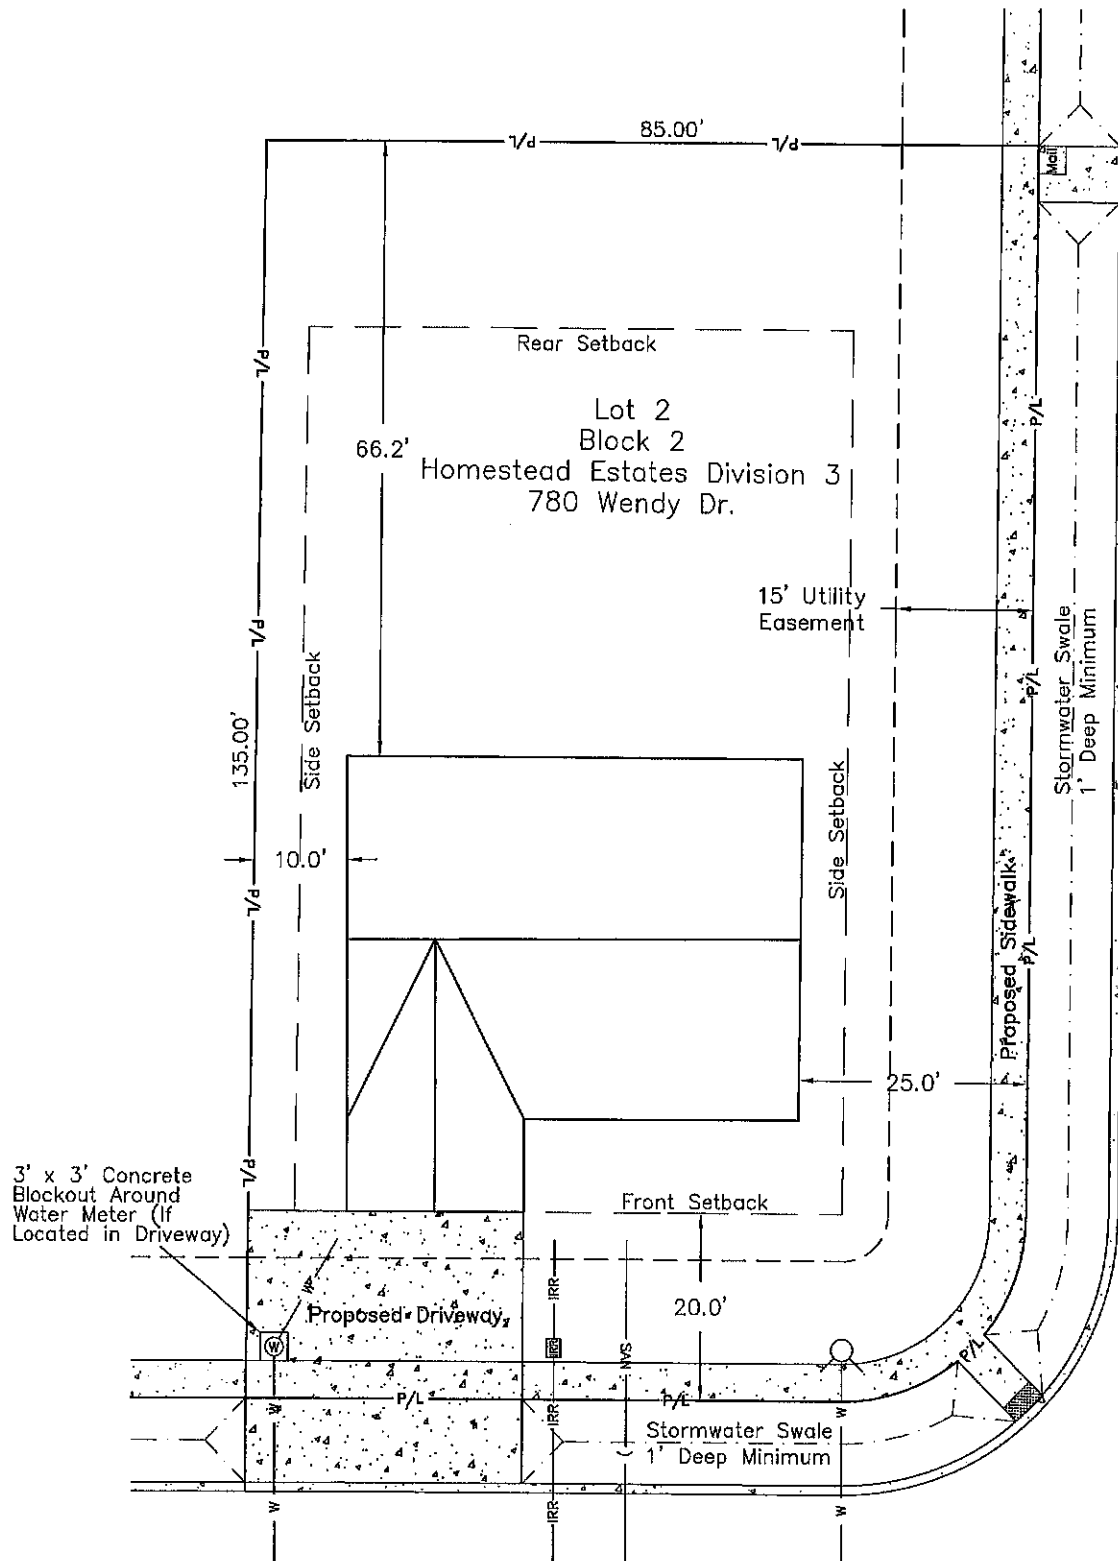 85.00'
P/L
P/L
Mail
Rear Setback
P/L
P/L
Lot 2
Block 2
Homestead Estates Division 3
780 Wendy Dr.
66.2'
15' Utility
Easement
P/L
Side Setback
135.00'
Stormwater Swale
1' Deep Minimum
P/L
10.0'
Side Setback
P/L
Proposed Sidewalk
P/L
25.0'
3' x 3' Concrete
Blockout Around
Water Meter (If
Located in Driveway)
P/L
Front Setback
W
IRR
20.0'
Proposed Driveway
W
IRR
SAN
P/L
P/L
P/L
W
IRR
W
Stormwater Swale
1' Deep Minimum
W
IRR
W